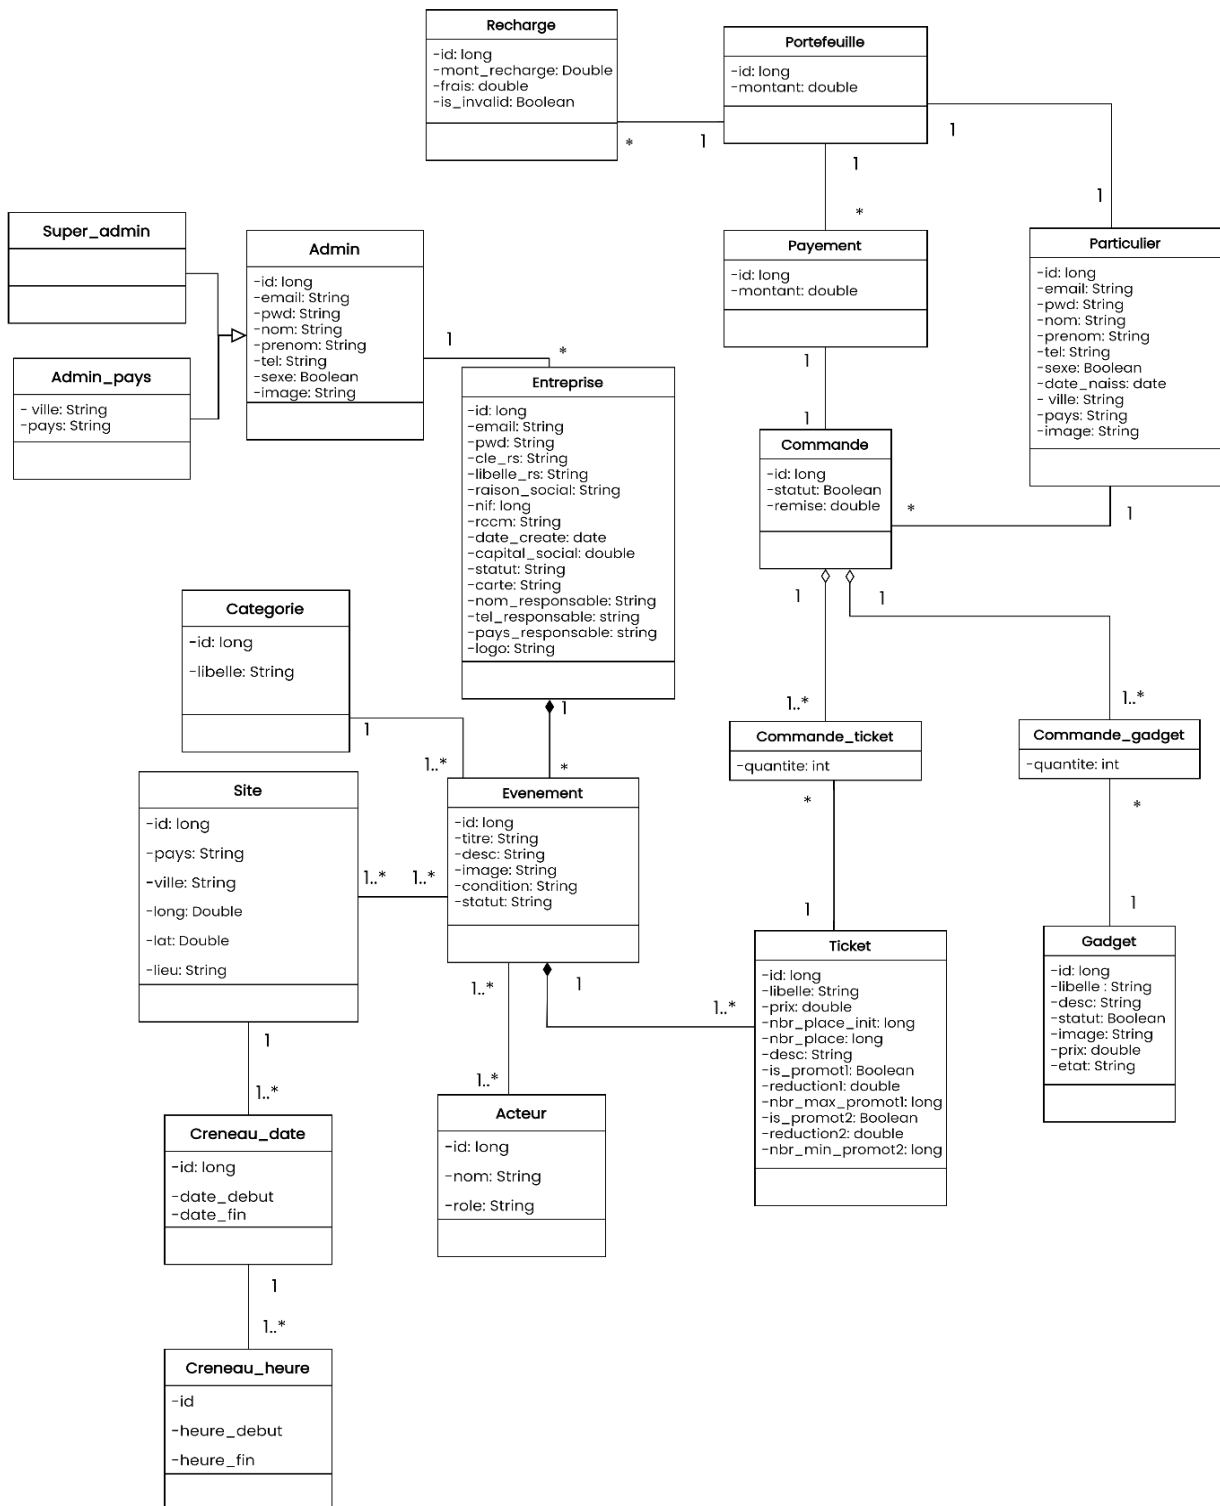 Recharge
-id: long
-mont_recharge: Double
-frais: double
-is_invalid: Boolean
*
1
Portefeuille
-id: long
-montant: double
1
1
1
*
Super_admin
Admin
-id: long
-email: String
-pwd: String
-nom: String
-prenom: String
-tel: String
-sexe: Boolean
-image: String
1
*
Admin_pays
- ville: String
-pays: String
Payement
-id: long
-montant: double
1
1
Particulier
-id: long
-email: String
-pwd: String
-nom: String
-prenom: String
-tel: String
-sexe: Boolean
-date_naiss: date
- ville: String
-pays: String
-image: String
1
*
Entreprise
-id: long
-email: String
-pwd: String
-cle_rs: String
-libelle_rs: String
-raison_social: String
-nif: long
-rccm: String
-date_create: date
-capital_social: double
-statut: String
-carte: String
-nom_responsable: String
-tel_responsable: string
-pays_responsable: string
-logo: String
1
*
Commande
-id: long
-statut: Boolean
-remise: double
1
1
1..*
1..*
Categorie
-id: long
-libelle: String
1
1..*
Commande_ticket
-quantite: int
*
1
Commande_gadget
-quantite: int
*
1
Site
-id: long
-pays: String
-ville: String
-long: Double
-lat: Double
-lieu: String
1..*
1..*
Evenement
-id: long
-titre: String
-desc: String
-image: String
-condition: String
-statut: String
1..*
1
1..*
Ticket
-id: long
-libelle: String
-prix: double
-nbr_place_init: long
-nbr_place: long
-desc: String
-is_promot1: Boolean
-reduction1: double
-nbr_max_promot1: long
-is_promot2: Boolean
-reduction2: double
-nbr_min_promot2: long
Gadget
-id: long
-libelle : String
-desc: String
-statut: Boolean
-image: String
-prix: double
-etat: String
1
1..*
1..*
Creneau_date
-id: long
-date_debut
-date_fin
Acteur
-id: long
-nom: String
-role: String
1
1..*
Creneau_heure
-id
-heure_debut
-heure_fin